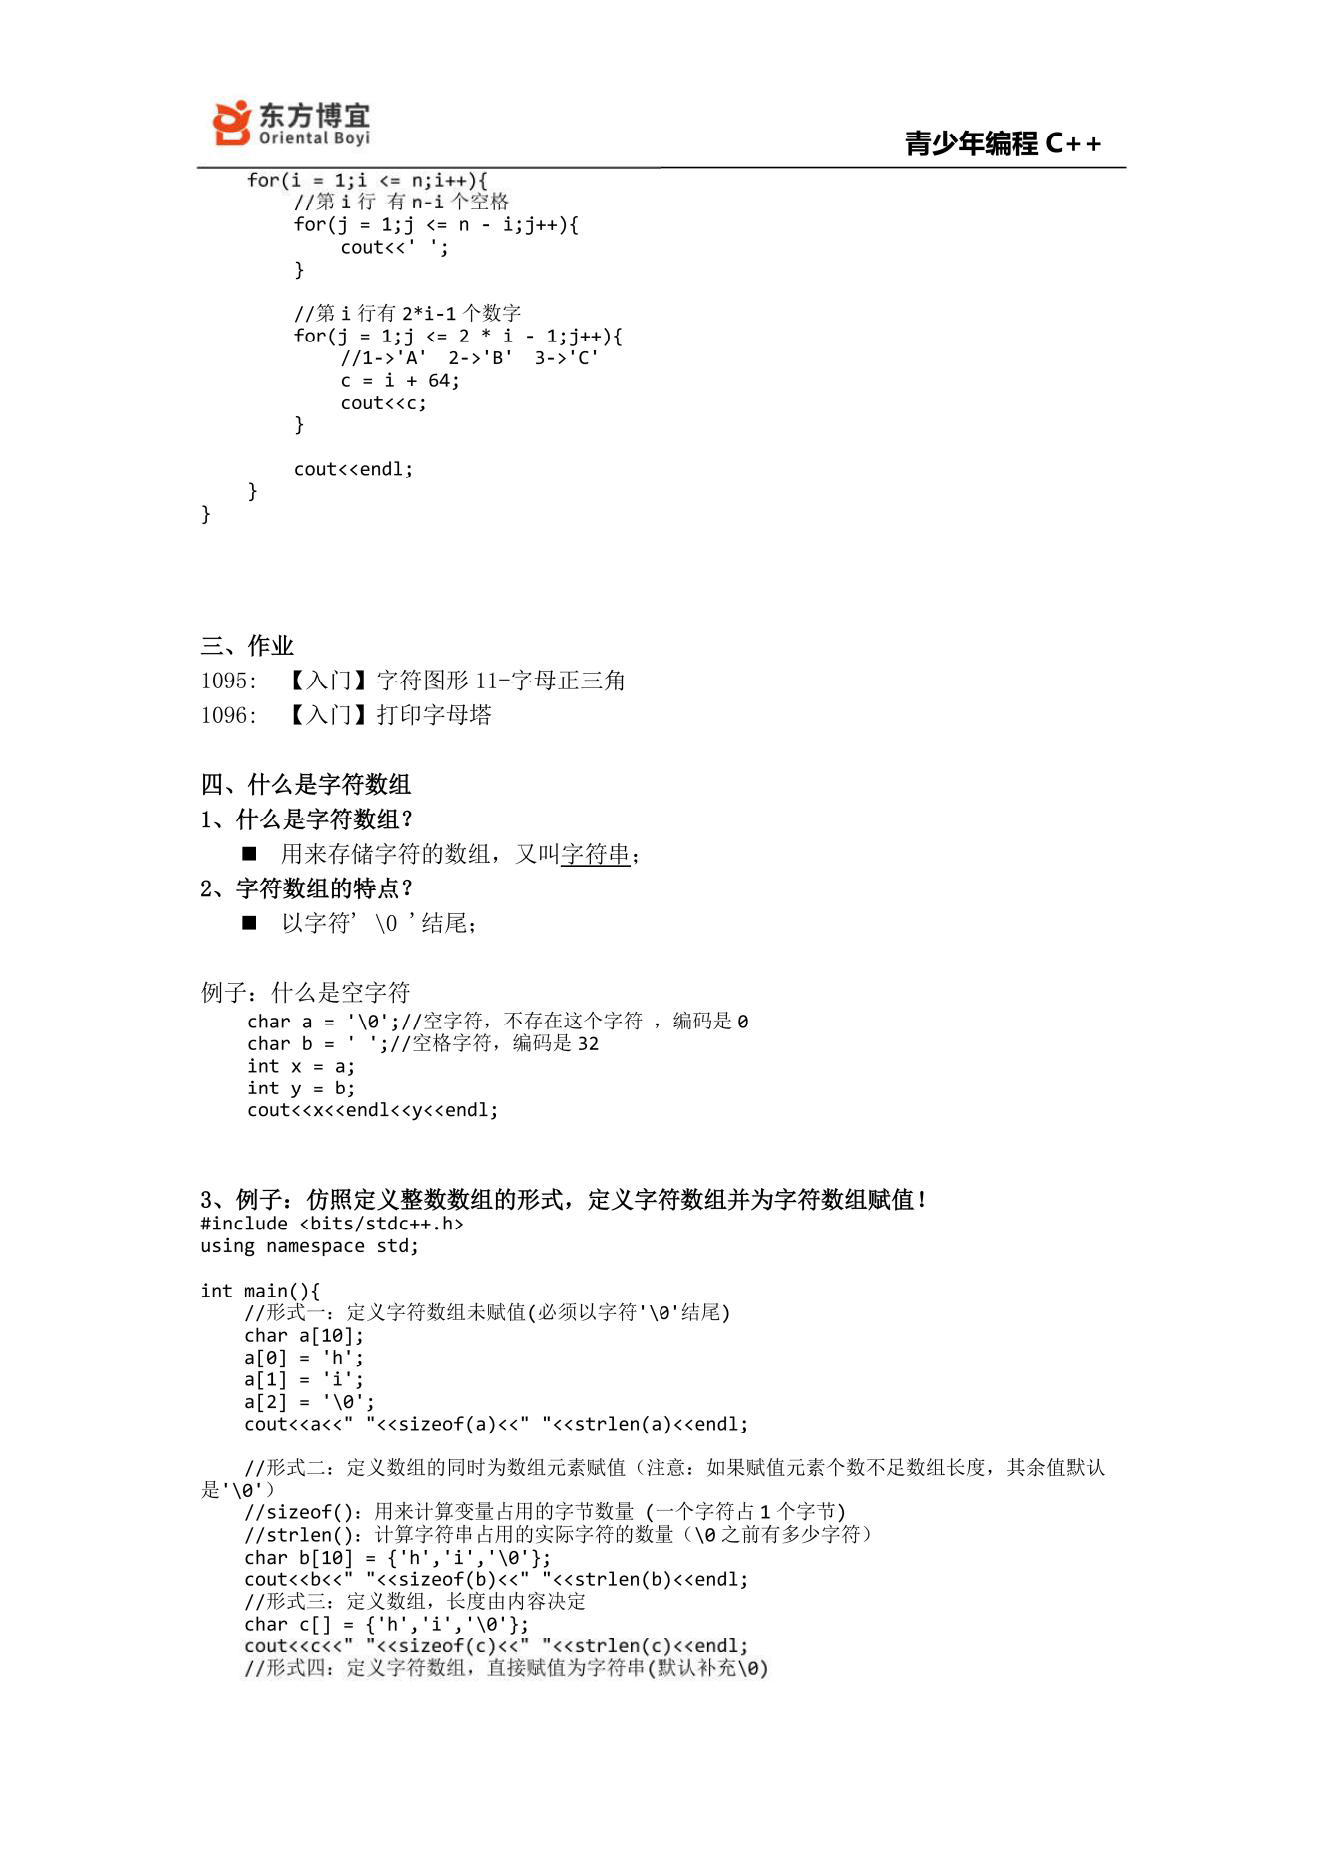 东方博宜
Oriental Boyi
青少年编程 C++
for(i = 1;i <= n;i++){
//第 i 行 有 n-i 个空格
for(j = 1;j <= n - i;j++){
cout<<' ';
}
//第 i 行有 2*i-1 个数字
for(j = 1;j <= 2 * i - 1;j++){
//1->'A'  2->'B'  3->'C'
c = i + 64;
cout<<c;
}
cout<<endl;
}
}
三、作业
1095: 【入门】字符图形 11-字母正三角
1096: 【入门】打印字母塔
四、什么是字符数组
1、什么是字符数组？
■ 用来存储字符的数组，又叫字符串；
2、字符数组的特点？
■ 以字符’ \0 ’结尾；
例子：什么是空字符
char a = '\0';//空字符，不存在这个字符 ，编码是 0
char b = ' ';//空格字符，编码是 32
int x = a;
int y = b;
cout<<x<<endl<<y<<endl;
3、例子：仿照定义整数数组的形式，定义字符数组并为字符数组赋值！
#include <bits/stdc++.h>
using namespace std;
int main(){
//形式一：定义字符数组未赋值(必须以字符'\0'结尾)
char a[10];
a[0] = 'h';
a[1] = 'i';
a[2] = '\0';
cout<<a<<" "<<sizeof(a)<<" "<<strlen(a)<<endl;
//形式二：定义数组的同时为数组元素赋值（注意：如果赋值元素个数不足数组长度，其余值默认
是'\0'）
//sizeof()：用来计算变量占用的字节数量 (一个字符占 1 个字节)
//strlen()：计算字符串占用的实际字符的数量（\0 之前有多少字符）
char b[10] = {'h','i','\0'};
cout<<b<<" "<<sizeof(b)<<" "<<strlen(b)<<endl;
//形式三：定义数组，长度由内容决定
char c[] = {'h','i','\0'};
cout<<c<<" "<<sizeof(c)<<" "<<strlen(c)<<endl;
//形式四：定义字符数组，直接赋值为字符串(默认补充\0)